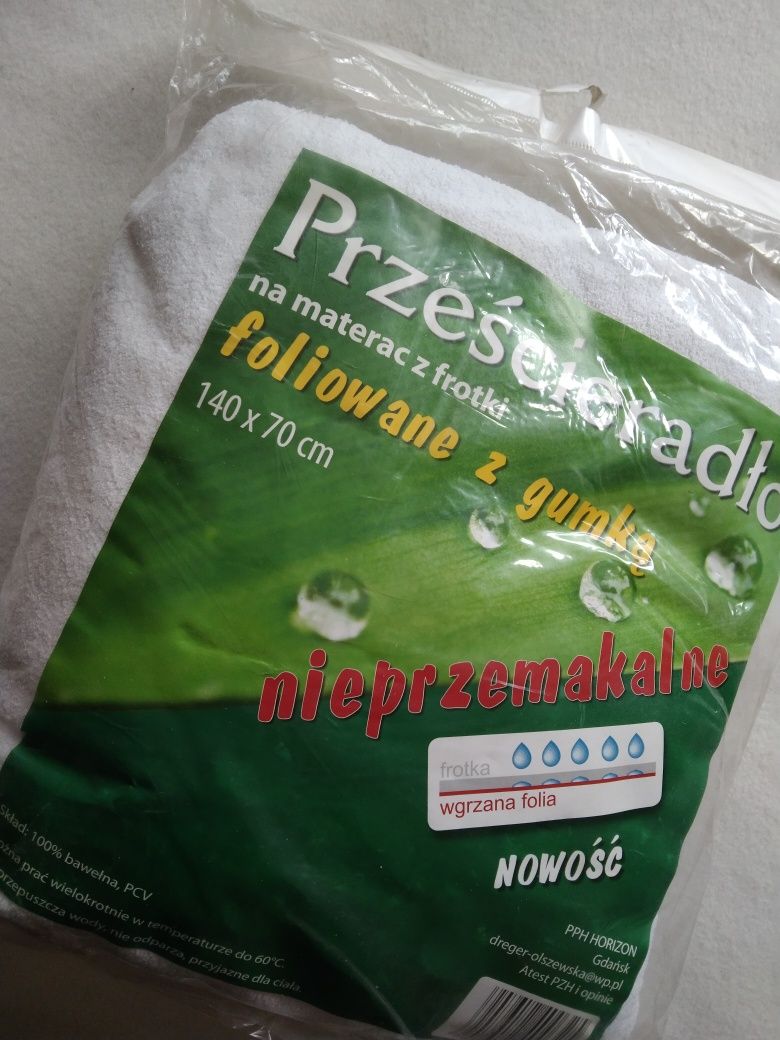 Prześcieradło
na materac z frotki
foliowane z gumką
140 x 70 cm
nieprzemakalne
frotka
wgrzana folia
NOWOŚĆ
Skład: 100% bawełna, PCV
prać wielokrotnie w temperaturze do 60°C.
przepuszcza wody, nie odparza, przyjazne dla ciała.
PPH HORIZON
Gdańsk
dreger-olszewska@wp.pl
Atest PZH i opinie